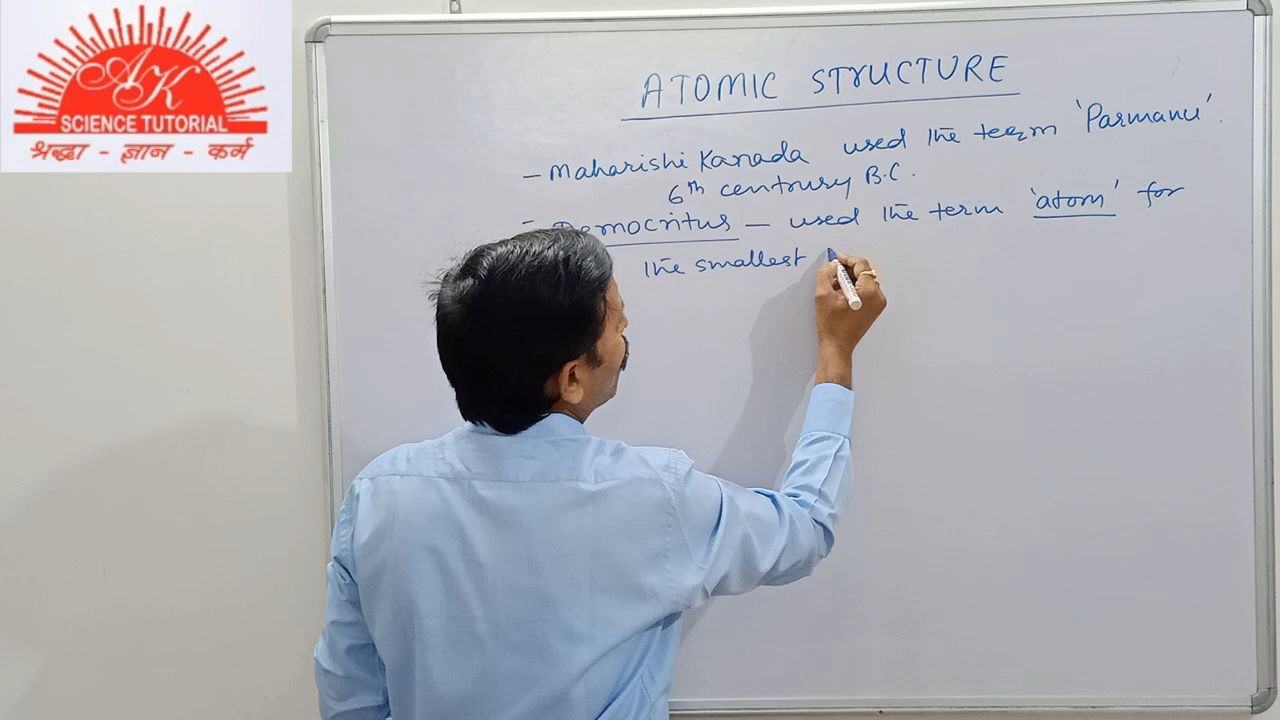 AK
SCIENCE TUTORIAL
श्रद्धा - ज्ञान - कर्म
ATOMIC STRUCTURE
- Maharishi Kanada used the term 'Parmanu'.
6th centrury B.C.
- Democritus - used the term 'atom' for
the smallest